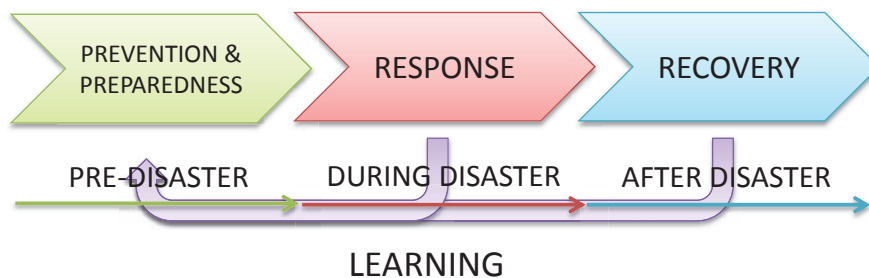 PREVENTION &
PREPAREDNESS
RESPONSE
RECOVERY
PRE-DISASTER
DURING DISASTER
AFTER DISASTER
LEARNING